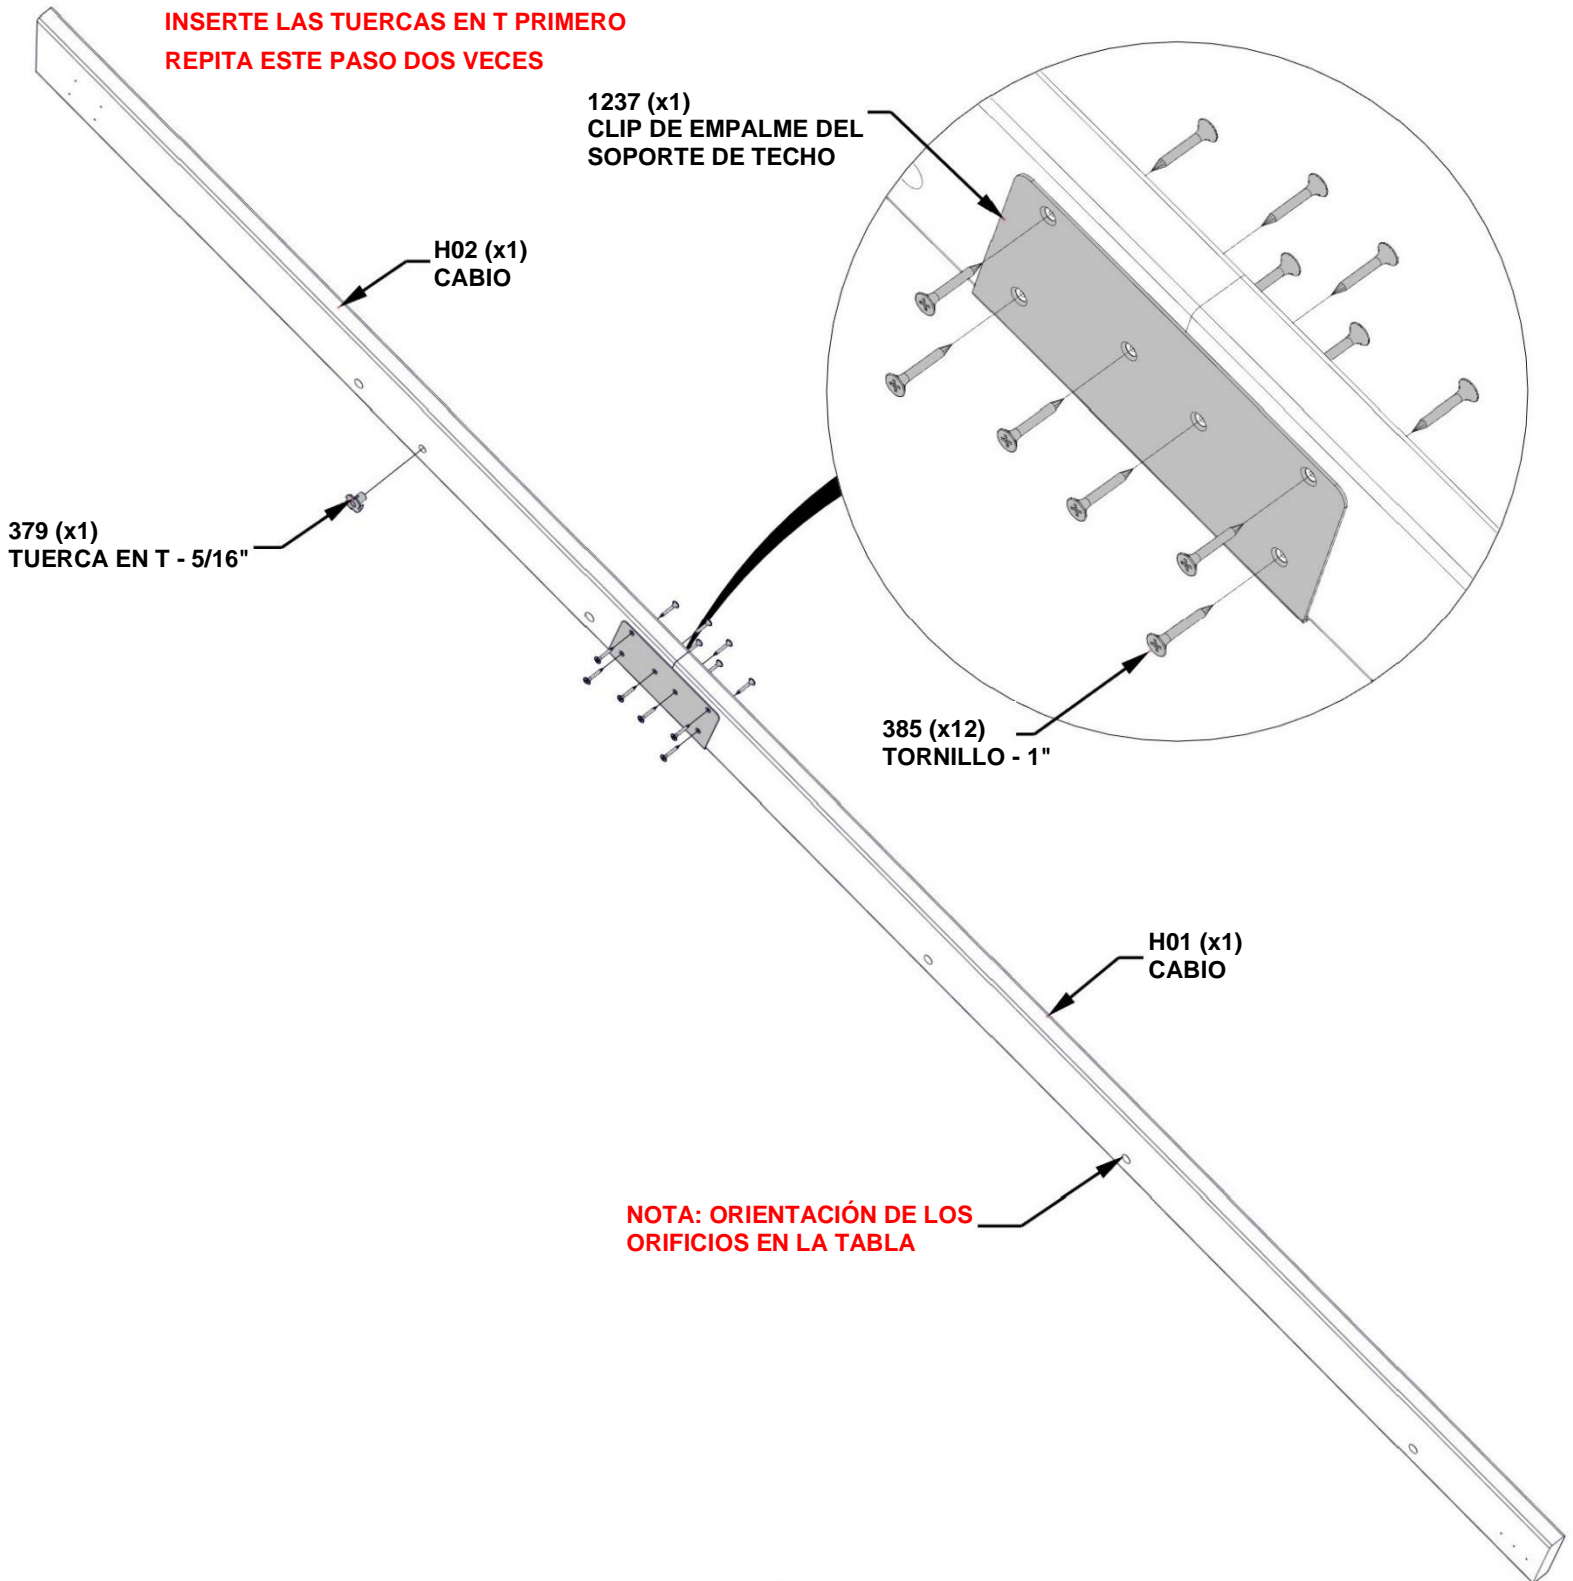 INSERTE LAS TUERCAS EN T PRIMERO
REPITA ESTE PASO DOS VECES
1237 (x1)
CLIP DE EMPALME DEL
SOPORTE DE TECHO
H02 (x1)
CABIO
379 (x1)
TUERCA EN T - 5/16"
385 (x12)
TORNILLO - 1"
H01 (x1)
CABIO
NOTA: ORIENTACIÓN DE LOS
ORIFICIOS EN LA TABLA